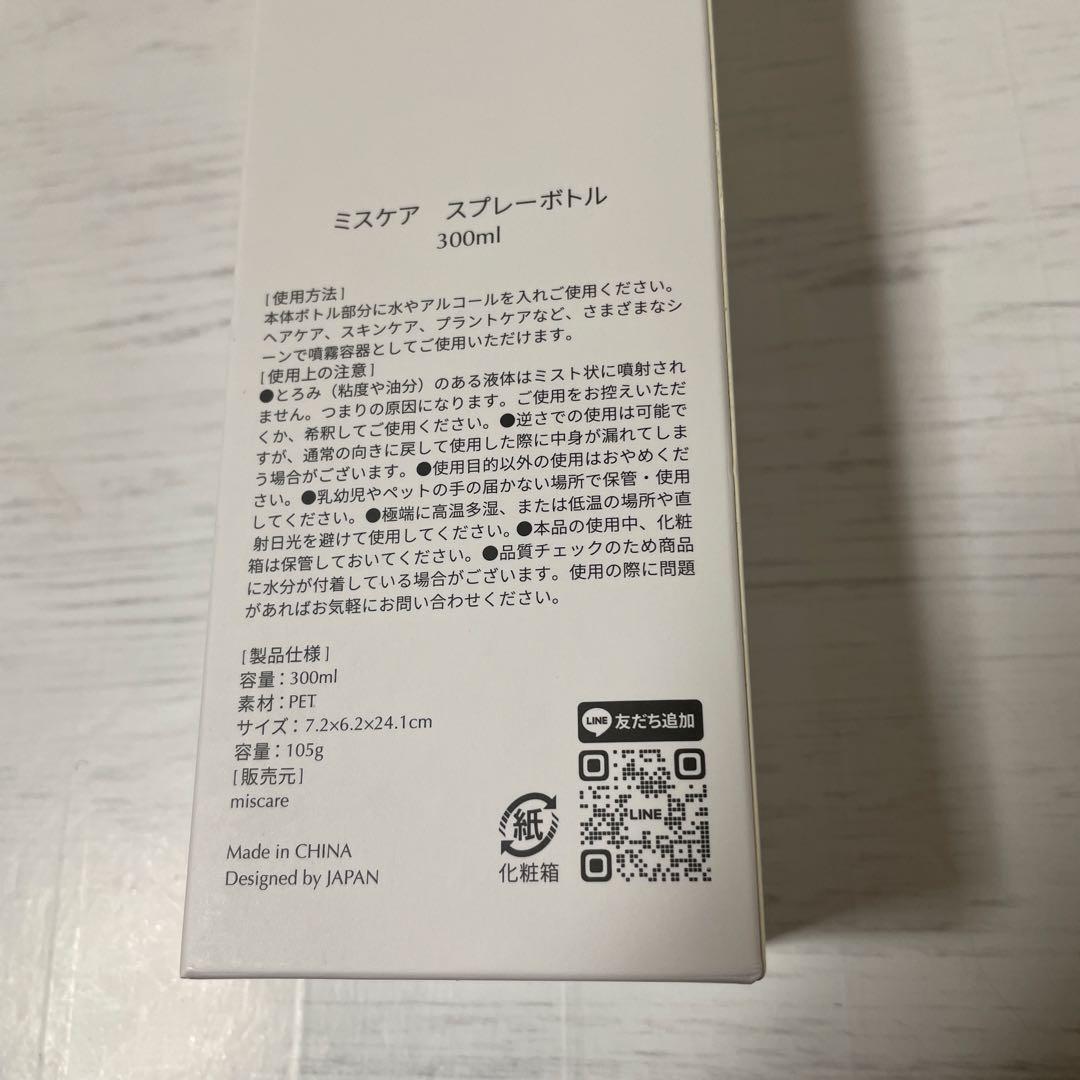 ミスケア　スプレーボトル
300ml
[使用方法]
本体ボトル部分に水やアルコールを入れご使用ください。
ヘアケア、スキンケア、プラントケアなど、さまざまなシ
ーンで噴霧容器としてご使用いただけます。
[使用上の注意]
●とろみ（粘度や油分）のある液体はミスト状に噴射され
ません。つまりの原因になります。ご使用をお控えいただ
くか、希釈してご使用ください。●逆さでの使用は可能で
すが、通常の向きに戻して使用した際に中身が漏れてしま
う場合がございます。●使用目的以外の使用はおやめくだ
さい。●乳幼児やペットの手の届かない場所で保管・使用
してください。●極端に高温多湿、または低温の場所や直
射日光を避けて使用してください。●本品の使用中、化粧
箱は保管しておいてください。●品質チェックのため商品
に水分が付着している場合がございます。使用の際に問題
があればお気軽にお問い合わせください。
[製品仕様]
容量：300ml
素材：PET
サイズ：7.2×6.2×24.1cm
容量：105g
[販売元]
miscare
Made in CHINA
Designed by JAPAN
紙
化粧箱
LINE 友だち追加
LINE